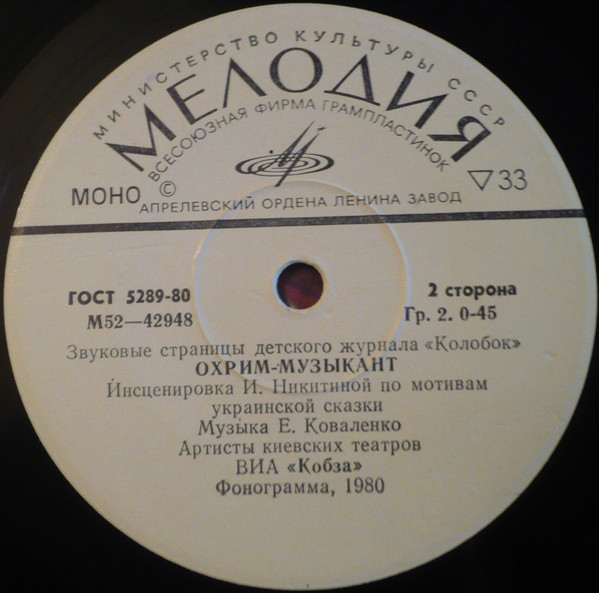 МИНИСТЕРСТВО КУЛЬТУРЫ СССР
МЕЛОДИЯ
ВСЕСОЮЗНАЯ ФИРМА ГРАМПЛАСТИНОК
МОНО ©
▽ 33
АПРЕЛЕВСКИЙ ОРДЕНА ЛЕНИНА ЗАВОД
ГОСТ 5289-80
2 сторона
М52—42948
Гр. 2. 0-45
Звуковые страницы детского журнала «Колобок»
ОХРИМ-МУЗЫКАНТ
Инсценировка И. Никитиной по мотивам
украинской сказки
Музыка Е. Коваленко
Артисты киевских театров
ВИА «Кобза»
Фонограмма, 1980